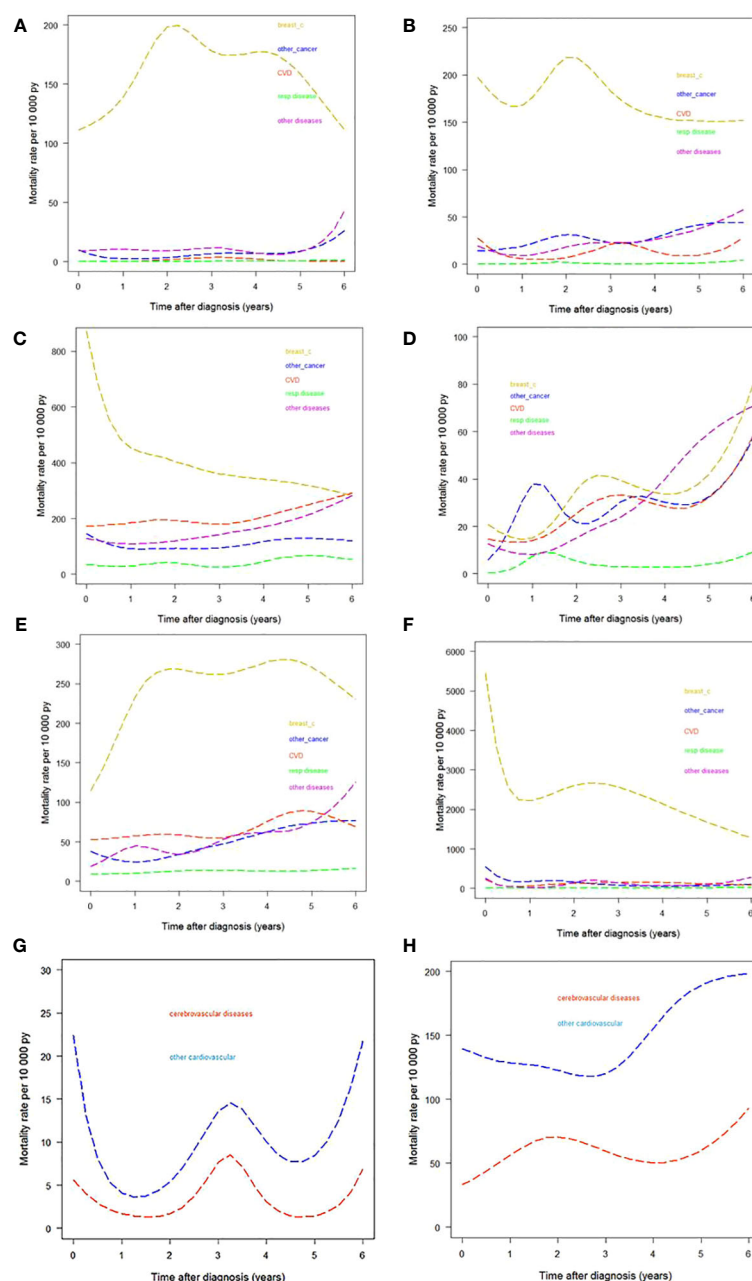 A
Mortality rate per 10 000 py
200
150
100
50
0
breast_c
other_cancer
CVD
resp disease
other diseases
0 1 2 3 4 5 6
Time after diagnosis (years)
B
Mortality rate per 10 000 py
250
200
150
100
50
0
breast_c
other_cancer
CVD
resp disease
other diseases
0 1 2 3 4 5 6
Time after diagnosis (years)
C
Mortality rate per 10 000 py
800
600
400
200
0
breast_c
other_cancer
CVD
resp disease
other diseases
0 1 2 3 4 5 6
Time after diagnosis (years)
D
Mortality rate per 10 000 py
100
80
60
40
20
0
breast_c
other_cancer
CVD
resp disease
other diseases
0 1 2 3 4 5 6
Time after diagnosis (years)
E
Mortality rate per 10 000 py
300
250
200
150
100
50
0
breast_c
other_cancer
CVD
resp disease
other diseases
0 1 2 3 4 5 6
Time after diagnosis (years)
F
Mortality rate per 10 000 py
6000
5000
4000
3000
2000
1000
0
breast_c
other_cancer
CVD
resp disease
other diseases
0 1 2 3 4 5 6
Time after diagnosis (years)
G
Mortality rate per 10 000 py
30
25
20
15
10
5
0
cerebrovascular diseases
other cardiovascular
0 1 2 3 4 5 6
Time after diagnosis (years)
H
Mortality rate per 10 000 py
200
150
100
50
0
cerebrovascular diseases
other cardiovascular
0 1 2 3 4 5 6
Time after diagnosis (years)